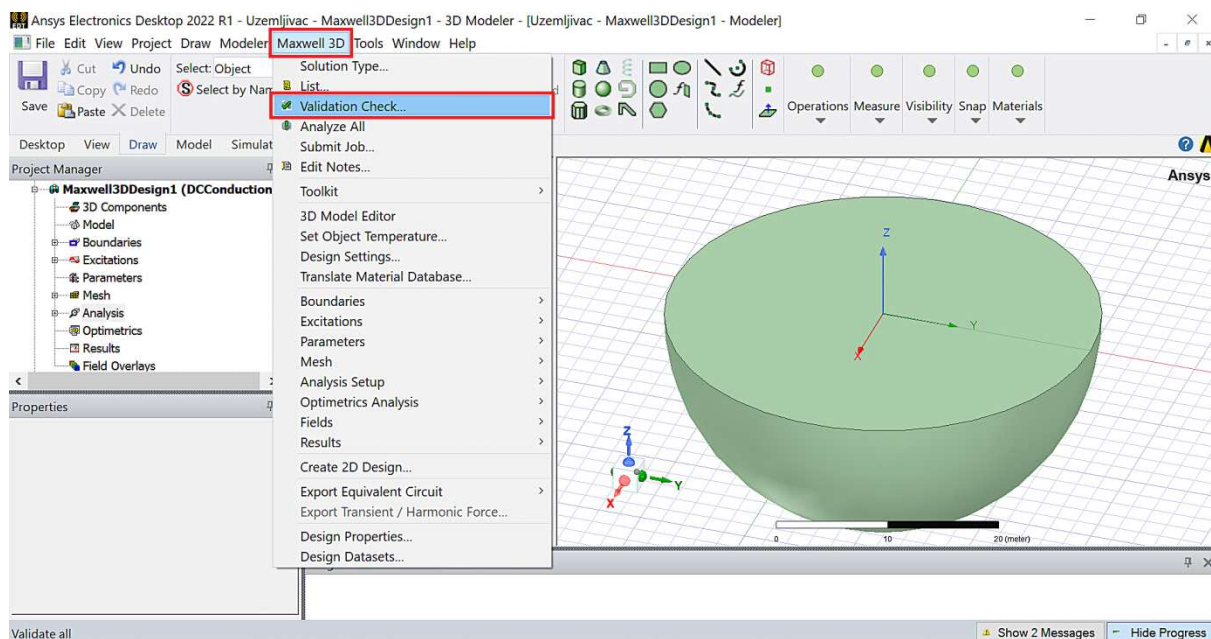 Ansys Electronics Desktop 2022 R1 - Uzemljivac - Maxwell3DDesign1 - 3D Modeler - [Uzemljivac - Maxwell3DDesign1 - Modeler]
File Edit View Project Draw Modeler Maxwell 3D Tools Window Help
Save
Cut
Copy
Paste
Undo
Redo
Delete
Select: Object
Select by Nam
Operations Measure Visibility Snap Materials
Desktop View Draw Model Simulat
Project Manager
Maxwell3DDesign1 (DCConduction
3D Components
Model
Boundaries
Excitations
Parameters
Mesh
Analysis
Optimetrics
Results
Field Overlays
Properties
Solution Type...
List...
Validation Check...
Analyze All
Submit Job...
Edit Notes...
Toolkit
3D Model Editor
Set Object Temperature...
Design Settings...
Translate Material Database...
Boundaries
Excitations
Parameters
Mesh
Analysis Setup
Optimetrics Analysis
Fields
Results
Create 2D Design...
Export Equivalent Circuit
Export Transient / Harmonic Force...
Design Properties...
Design Datasets...
Ansys
Z
Y
X
Z
Y
X
0 10 20 (meter)
Validate all
Show 2 Messages
Hide Progress